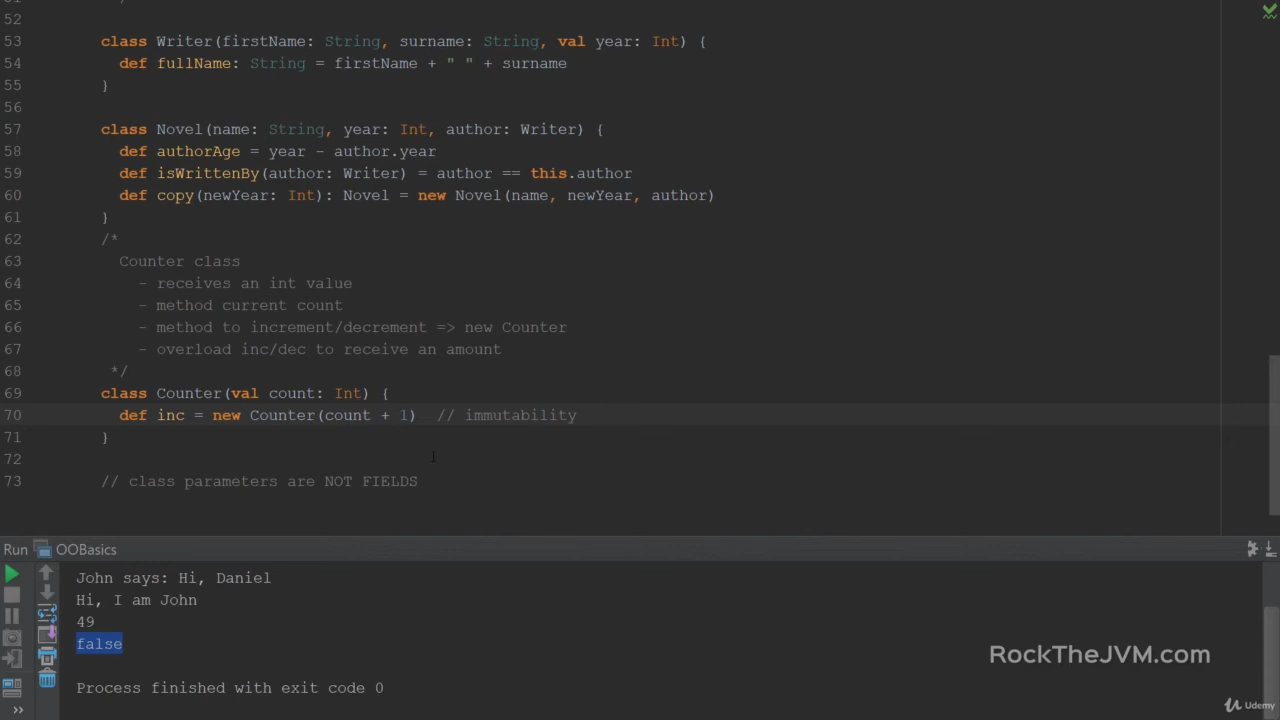 52
53 class Writer(firstName: String, surname: String, val year: Int) {
54 def fullName: String = firstName + " " + surname
55 }
56
57 class Novel(name: String, year: Int, author: Writer) {
58 def authorAge = year - author.year
59 def isWrittenBy(author: Writer) = author == this.author
60 def copy(newYear: Int): Novel = new Novel(name, newYear, author)
61 }
62 /*
63 Counter class
64 - receives an int value
65 - method current count
66 - method to increment/decrement => new Counter
67 - overload inc/dec to receive an amount
68 */
69 class Counter(val count: Int) {
70 def inc = new Counter(count + 1) // immutability
71 }
72
73 // class parameters are NOT FIELDS
Run OOBasics
John says: Hi, Daniel
Hi, I am John
49
false
Process finished with exit code 0
RockTheJVM.com
Udemy